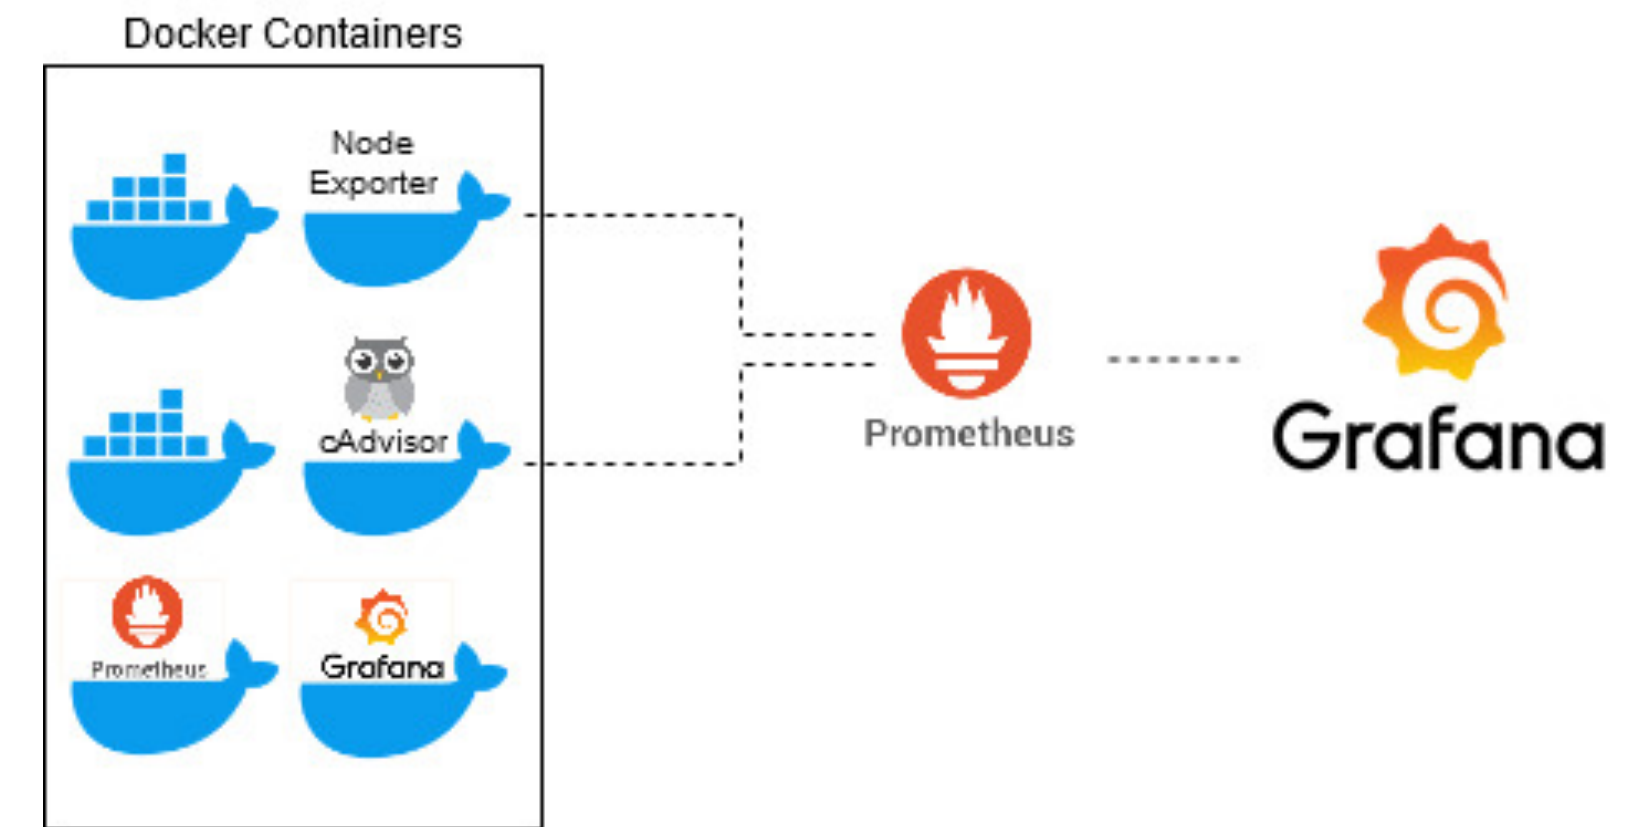 Docker Containers
Node
Exporter
cAdvisor
Prometheus
Grafana
Prometheus
Grafana